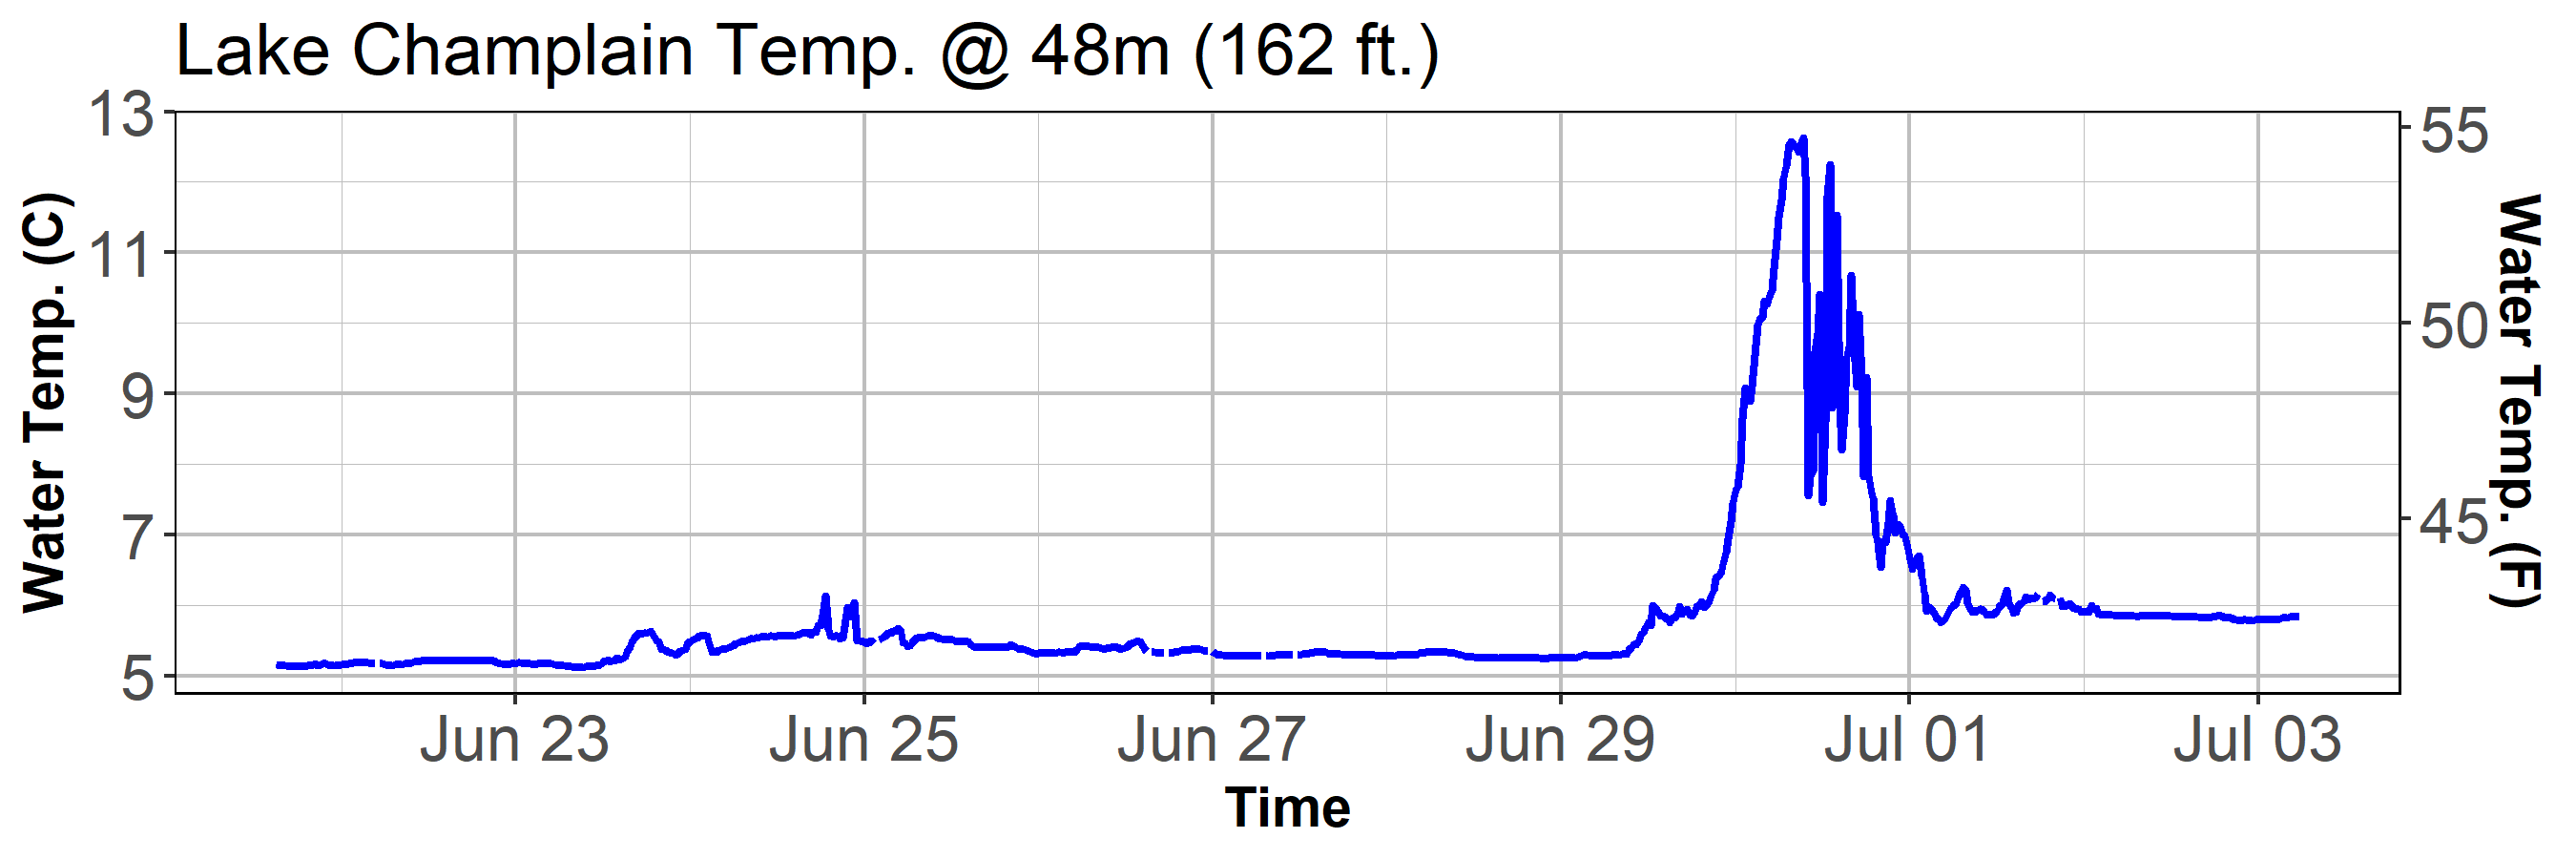 Lake Champlain Temp. @ 48m (162 ft.)
13
11
9
7
5
Water Temp. (C)
55
50
45
Water Temp. (F)
Jun 23 Jun 25 Jun 27 Jun 29 Jul 01 Jul 03
Time